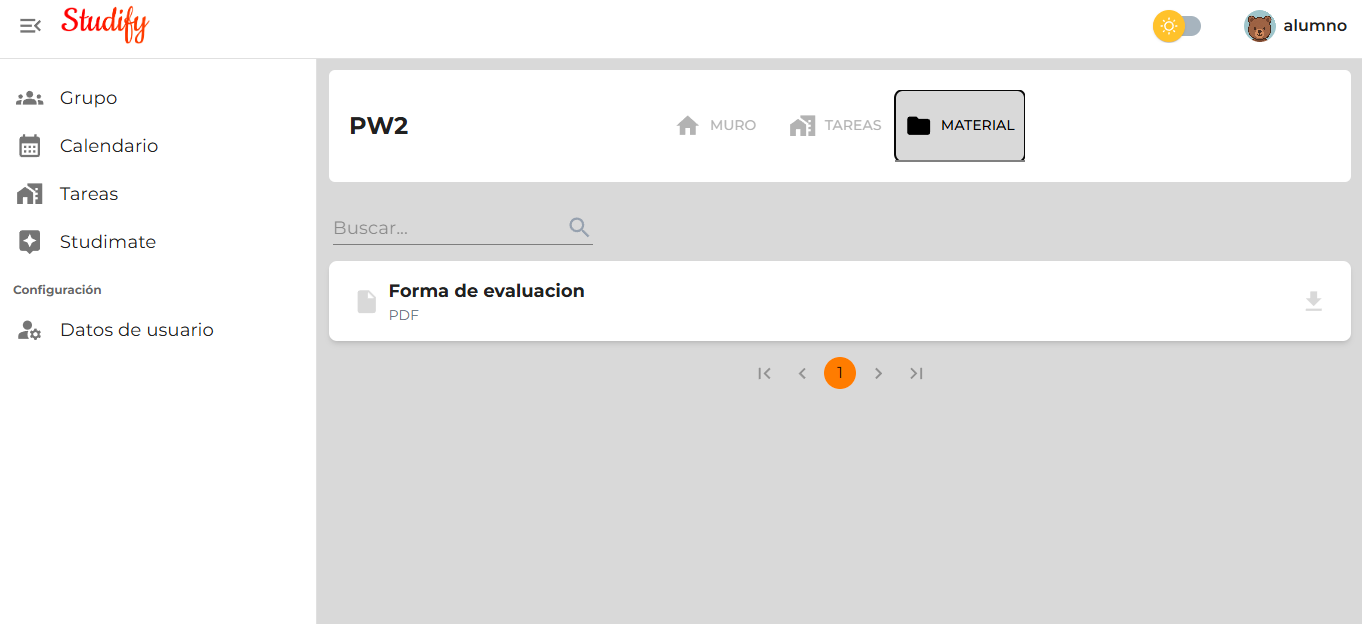 Studify
alumno
Grupo
Calendario
Tareas
Studimate
Configuración
Datos de usuario
PW2
MURO
TAREAS
MATERIAL
Buscar...
Forma de evaluacion
PDF
1